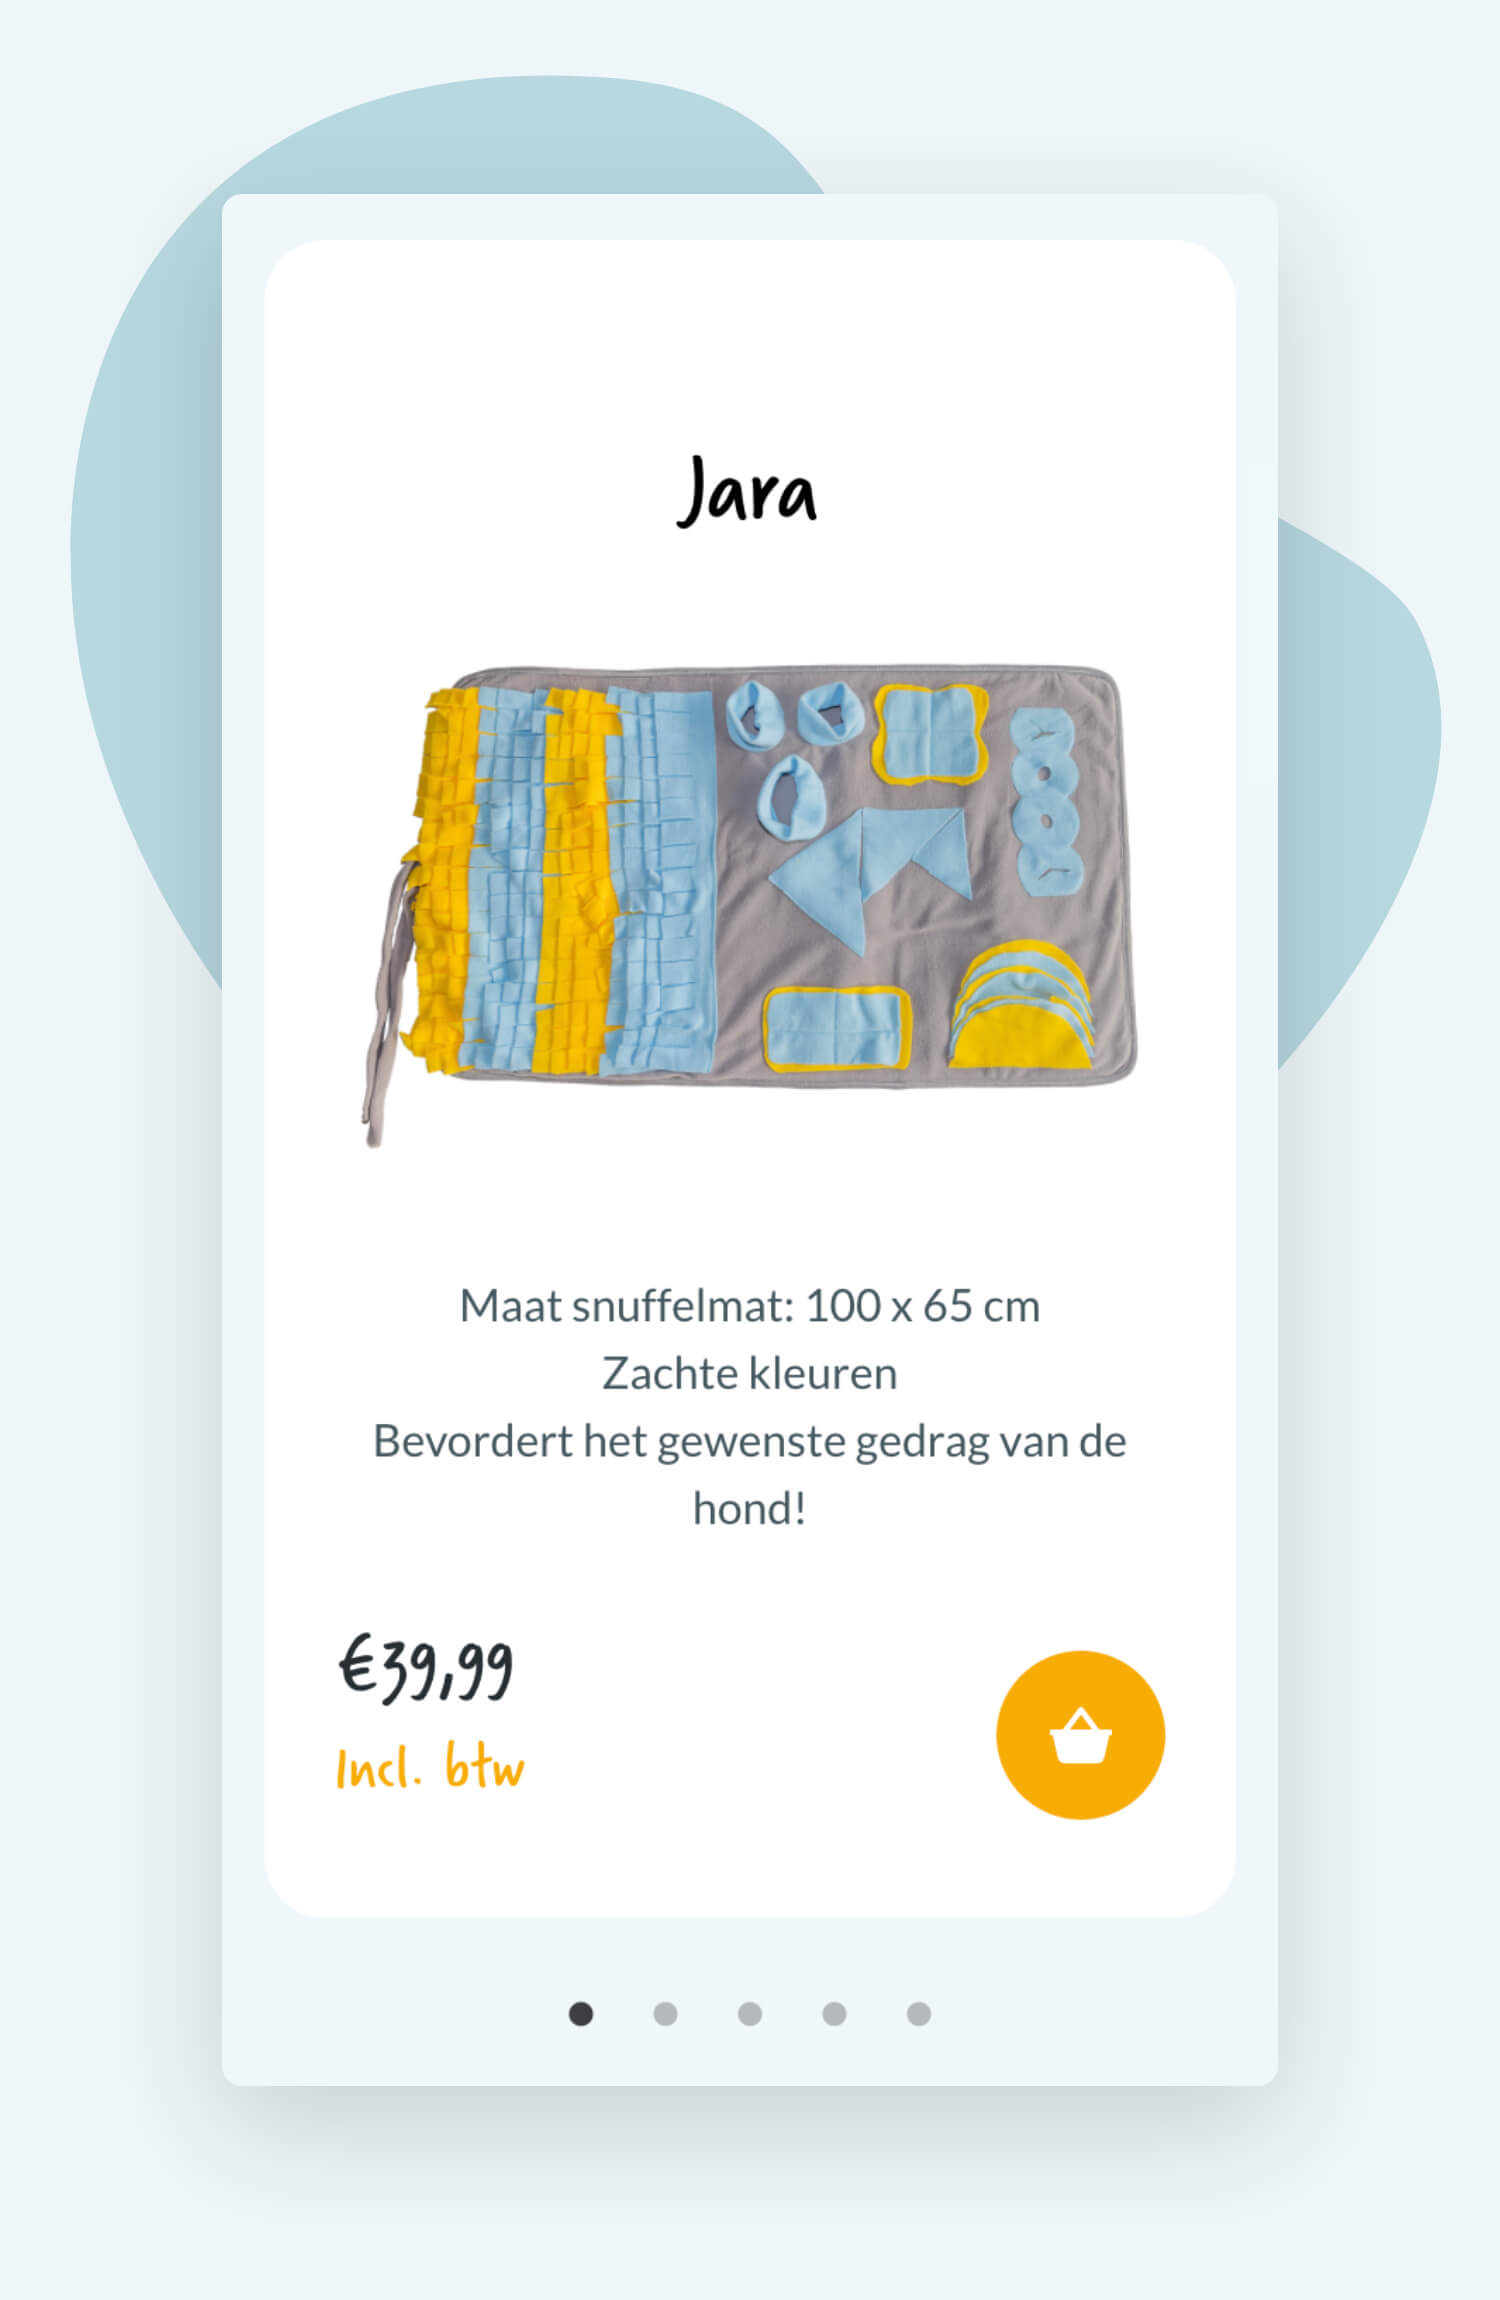 Jara
Maat snuffelmat: 100 x 65 cm
Zachte kleuren
Bevordert het gewenste gedrag van de
hond!
€39,99
Incl. btw